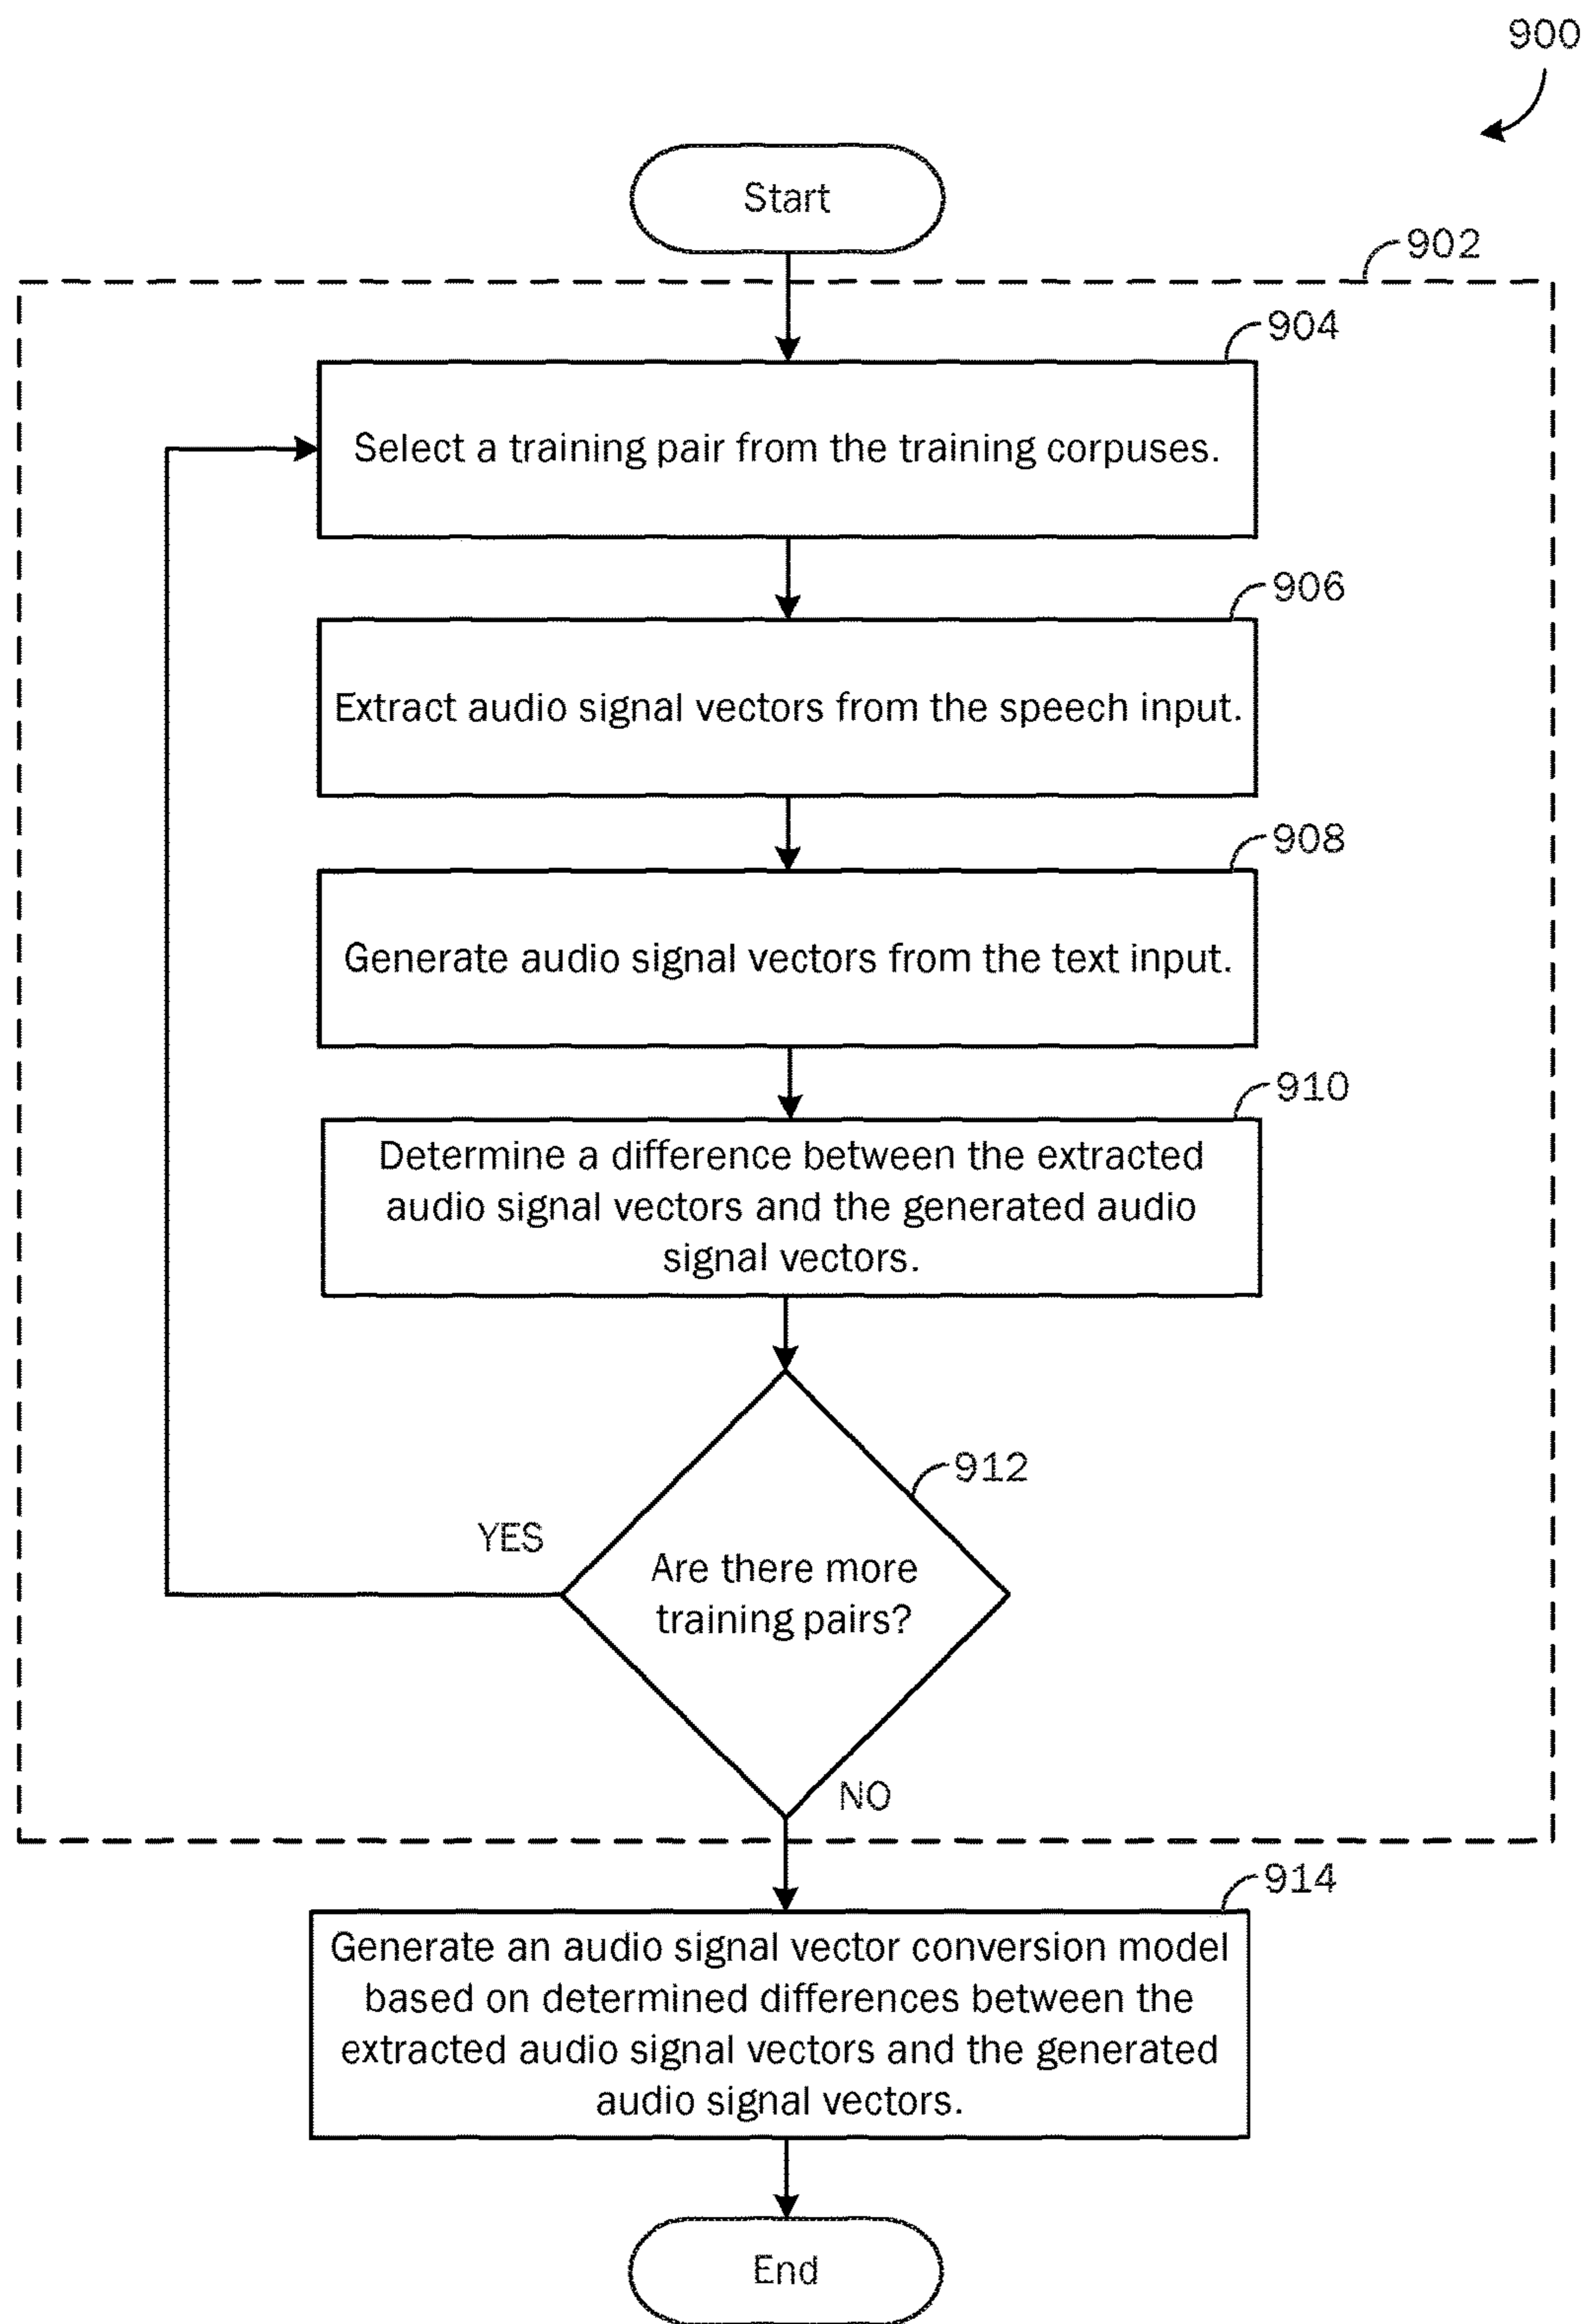 900
Start
902
904
Select a training pair from the training corpuses.
906
Extract audio signal vectors from the speech input.
908
Generate audio signal vectors from the text input.
910
Determine a difference between the extracted
audio signal vectors and the generated audio
signal vectors.
912
YES
Are there more
training pairs?
NO
914
Generate an audio signal vector conversion model
based on determined differences between the
extracted audio signal vectors and the generated
audio signal vectors.
End